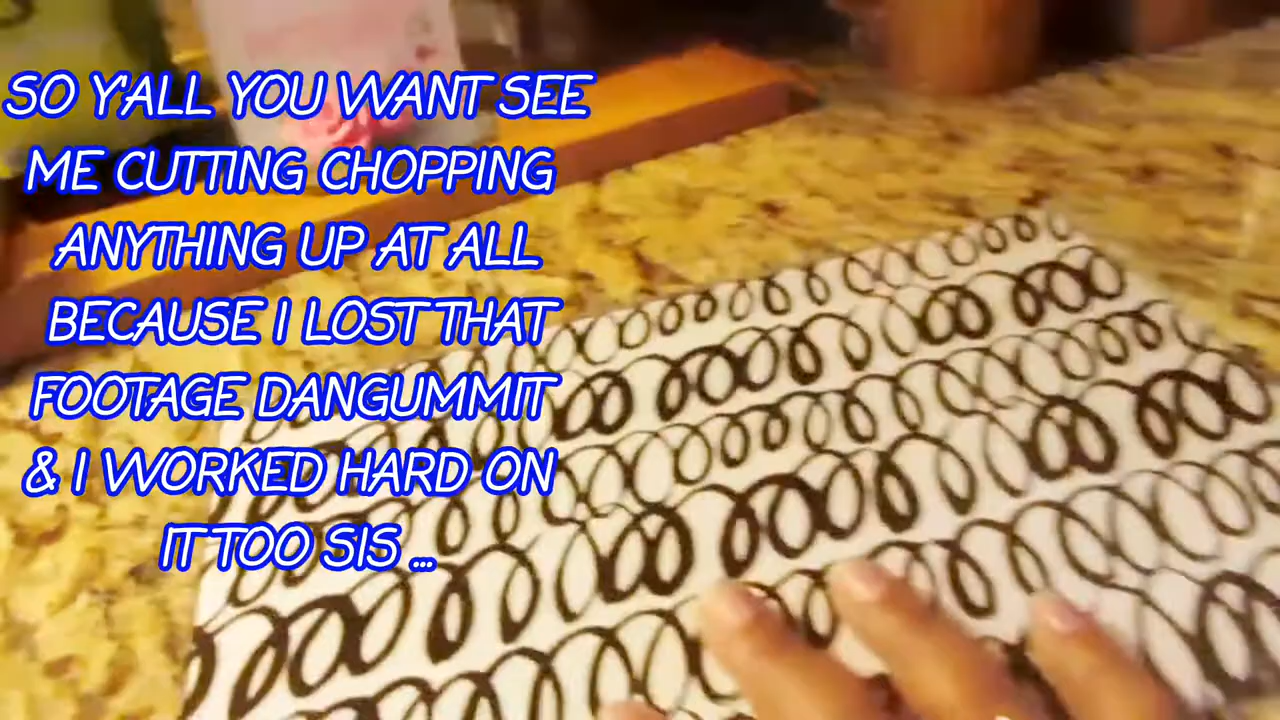 SO Y'ALL YOU WANT SEE
ME CUTTING CHOPPING
ANYTHING UP AT ALL
BECAUSE I LOST THAT
FOOTAGE DANGUMMIT
& I WORKED HARD ON
IT TOO SIS ...